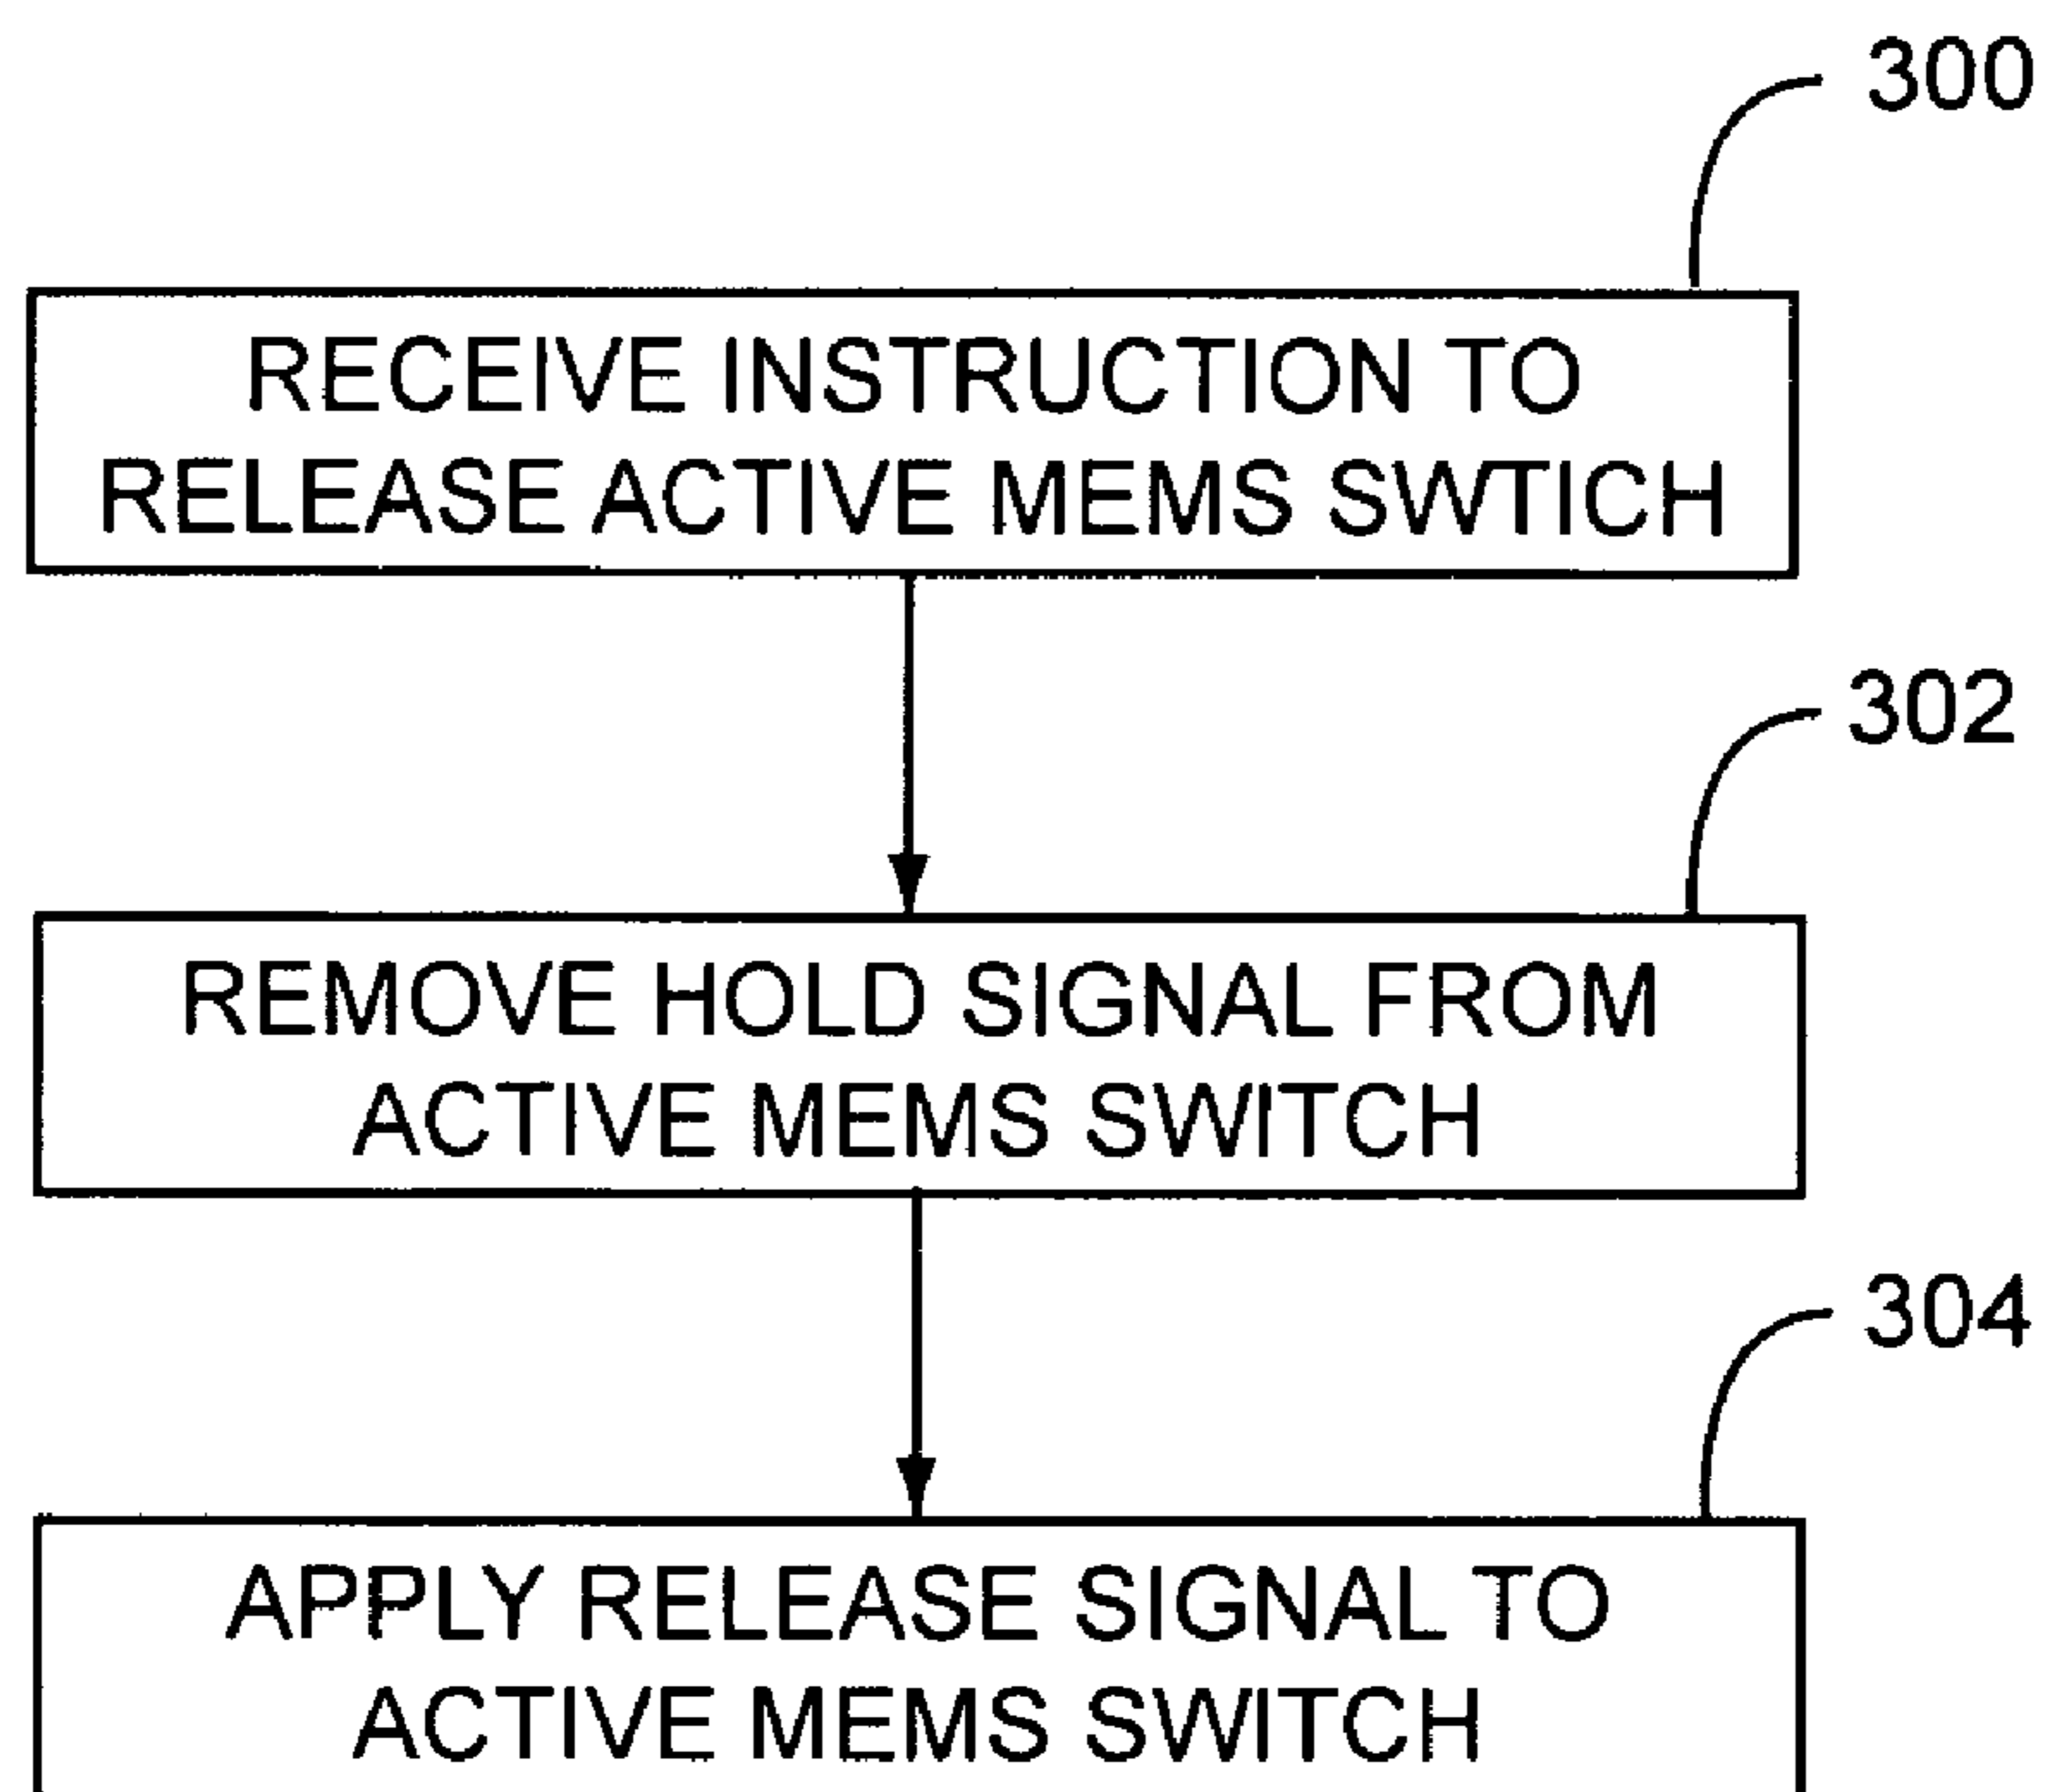 300
RECEIVE INSTRUCTION TO
RELEASE ACTIVE MEMS SWTICH
302
REMOVE HOLD SIGNAL FROM
ACTIVE MEMS SWITCH
304
APPLY RELEASE SIGNAL TO
ACTIVE MEMS SWITCH